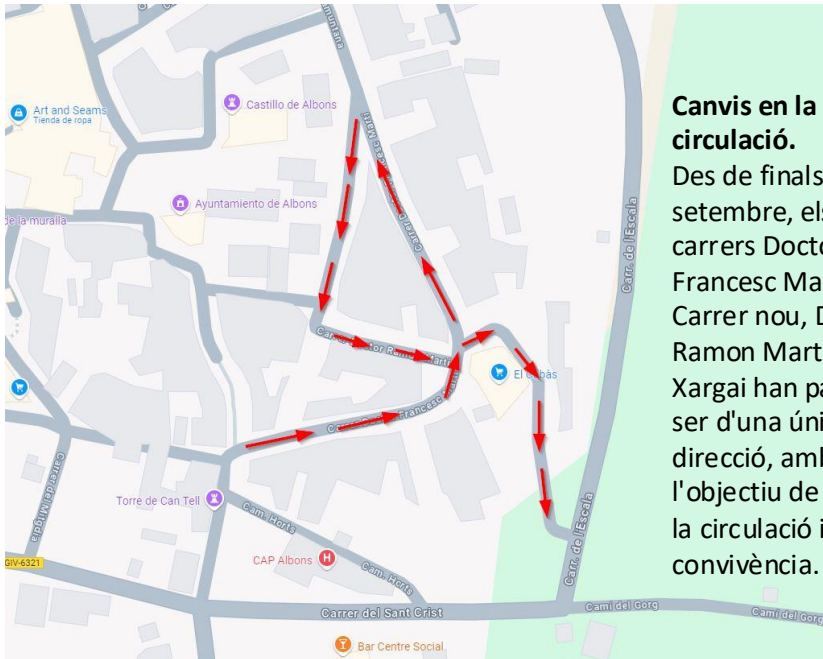 Canvis en la
circulació.
Des de finals
setembre, els
carrers Docto
Francesc Ma
Carrer nou, D
Ramon Mart
Xargai han pa
ser d'una úni
direcció, amb
l'objectiu de
la circulació i
convivència.
Art and Seams
Tienda de ropa
Castillo de Albons
Ayuntamiento de Albons
de la muralla
Carr. de l'Escala
Francesc Martí
Torre de Can Tell
Carrer del Migdia
Cam. Horta
GIV-6321
CAP Albons
Cam. Horta
Carr. de l'Escala
Carrer del Sant Crist
Camí del Gorg
Camí del Gorg
Bar Centre Social